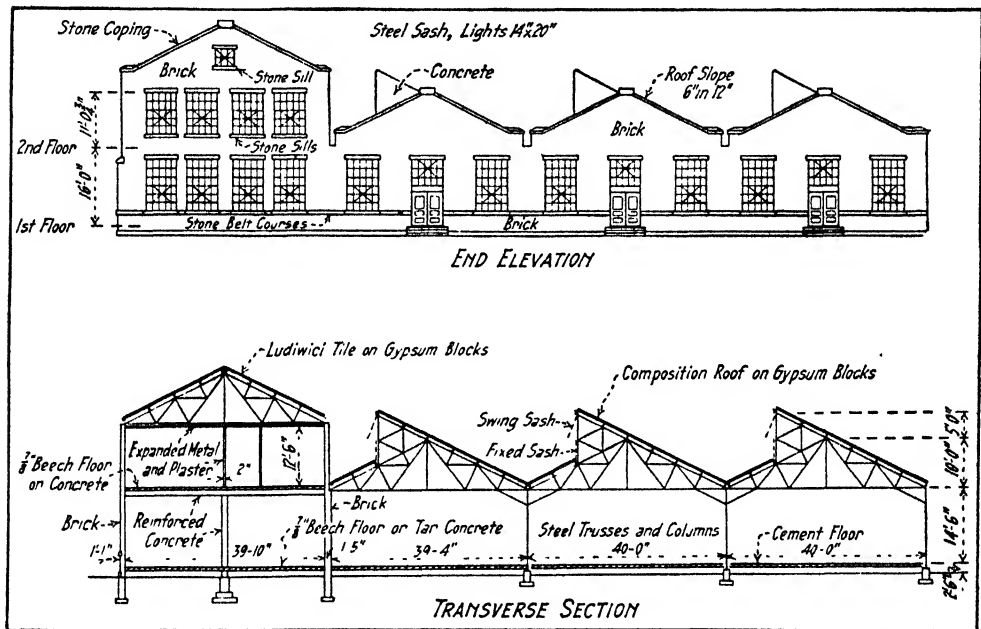 Stone Coping
Steel Sash, Lights 14"x20"
Brick
Stone Sill
Concrete
Roof Slope
6" in 12"
Brick
11'-0 3/4"
Stone Sills
2nd Floor
16'-0"
1st Floor
Stone Belt Courses
Brick
END ELEVATION
Ludiwici Tile on Gypsum Blocks
Composition Roof on Gypsum Blocks
Swing Sash
Fixed Sash
5'-0"
10'-0"
Expanded Metal
and Plaster
2"
12'-6"
7/8" Beech Floor
or Concrete
Brick
Reinforced
Concrete
Brick
7/8" Beech Floor or Tar Concrete
Steel Trusses and Columns
Cement Floor
14'-6"
1'-1"
39'-10"
1'5"
39'-4"
40'-0"
40'-0"
TRANSVERSE SECTION